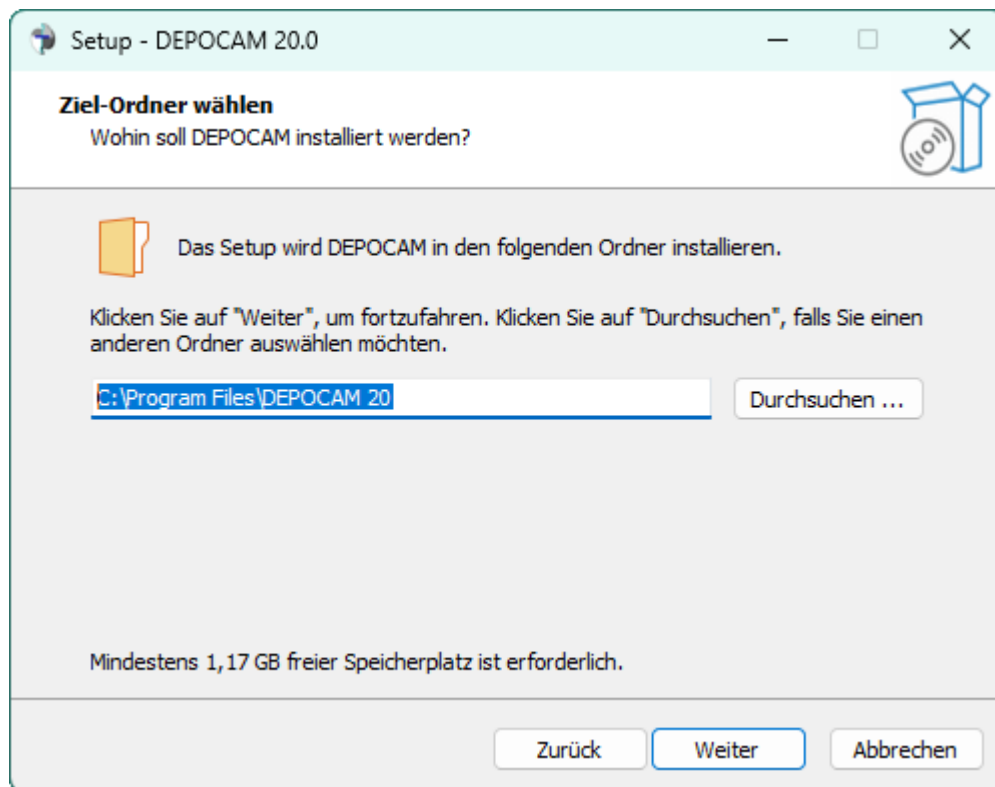 Setup - DEPOCAM 20.0
Ziel-Ordner wählen
Wohin soll DEPOCAM installiert werden?
Das Setup wird DEPOCAM in den folgenden Ordner installieren.
Klicken Sie auf "Weiter", um fortzufahren. Klicken Sie auf "Durchsuchen", falls Sie einen
anderen Ordner auswählen möchten.
C:\Program Files\DEPOCAM 20
Durchsuchen ...
Mindestens 1,17 GB freier Speicherplatz ist erforderlich.
Zurück
Weiter
Abbrechen